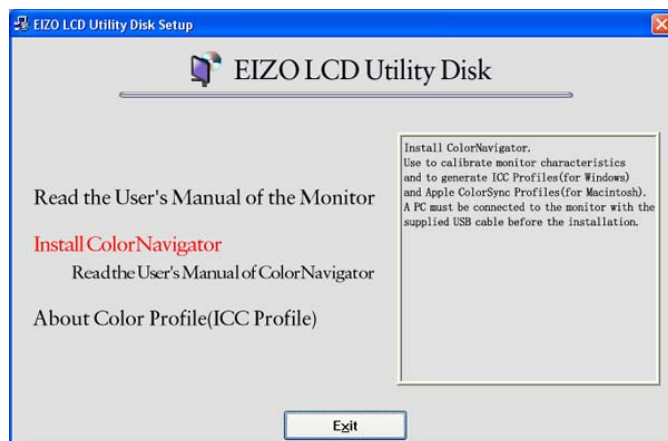 EIZO LCD Utility Disk Setup
EIZO LCD Utility Disk
Read the User's Manual of the Monitor
Install ColorNavigator
Read the User's Manual of ColorNavigator
About Color Profile(ICC Profile)
Install ColorNavigator.
Use to calibrate monitor characteristics
and to generate ICC Profiles(for Windows)
and Apple ColorSync Profiles(for Macintosh).
A PC must be connected to the monitor with the
supplied USB cable before the installation.
Exit